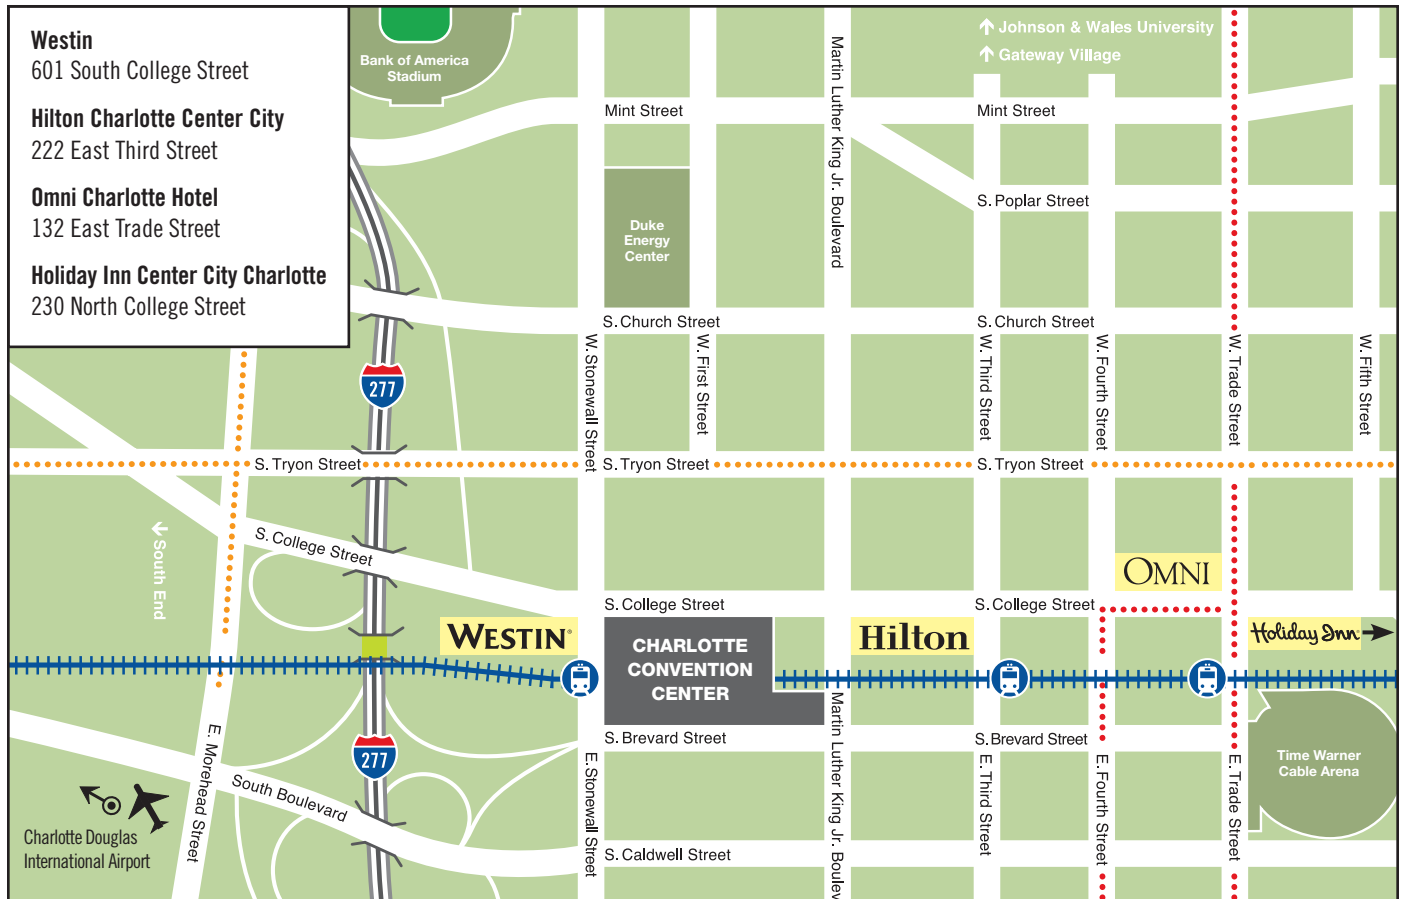 Westin
601 South College Street
Hilton Charlotte Center City
222 East Third Street
Omni Charlotte Hotel
132 East Trade Street
Holiday Inn Center City Charlotte
230 North College Street
Bank of America
Stadium
Johnson & Wales University
Gateway Village
Mint Street
Mint Street
Martin Luther King Jr. Boulevard
S. Poplar Street
Duke
Energy
Center
S. Church Street
S. Church Street
W. Stonewall Street
W. First Street
W. Third Street
W. Fourth Street
W. Trade Street
W. Fifth Street
277
S. Tryon Street
S. Tryon Street
S. Tryon Street
South End
S. College Street
S. College Street
S. College Street
OMNI
WESTIN
CHARLOTTE
CONVENTION
CENTER
Hilton
Holiday Inn
E. Morehead Street
277
South Boulevard
S. Brevard Street
S. Brevard Street
E. Stonewall Street
Martin Luther King Jr. Boulev
E. Third Street
E. Fourth Street
E. Trade Street
Time Warner
Cable Arena
Charlotte Douglas
International Airport
S. Caldwell Street